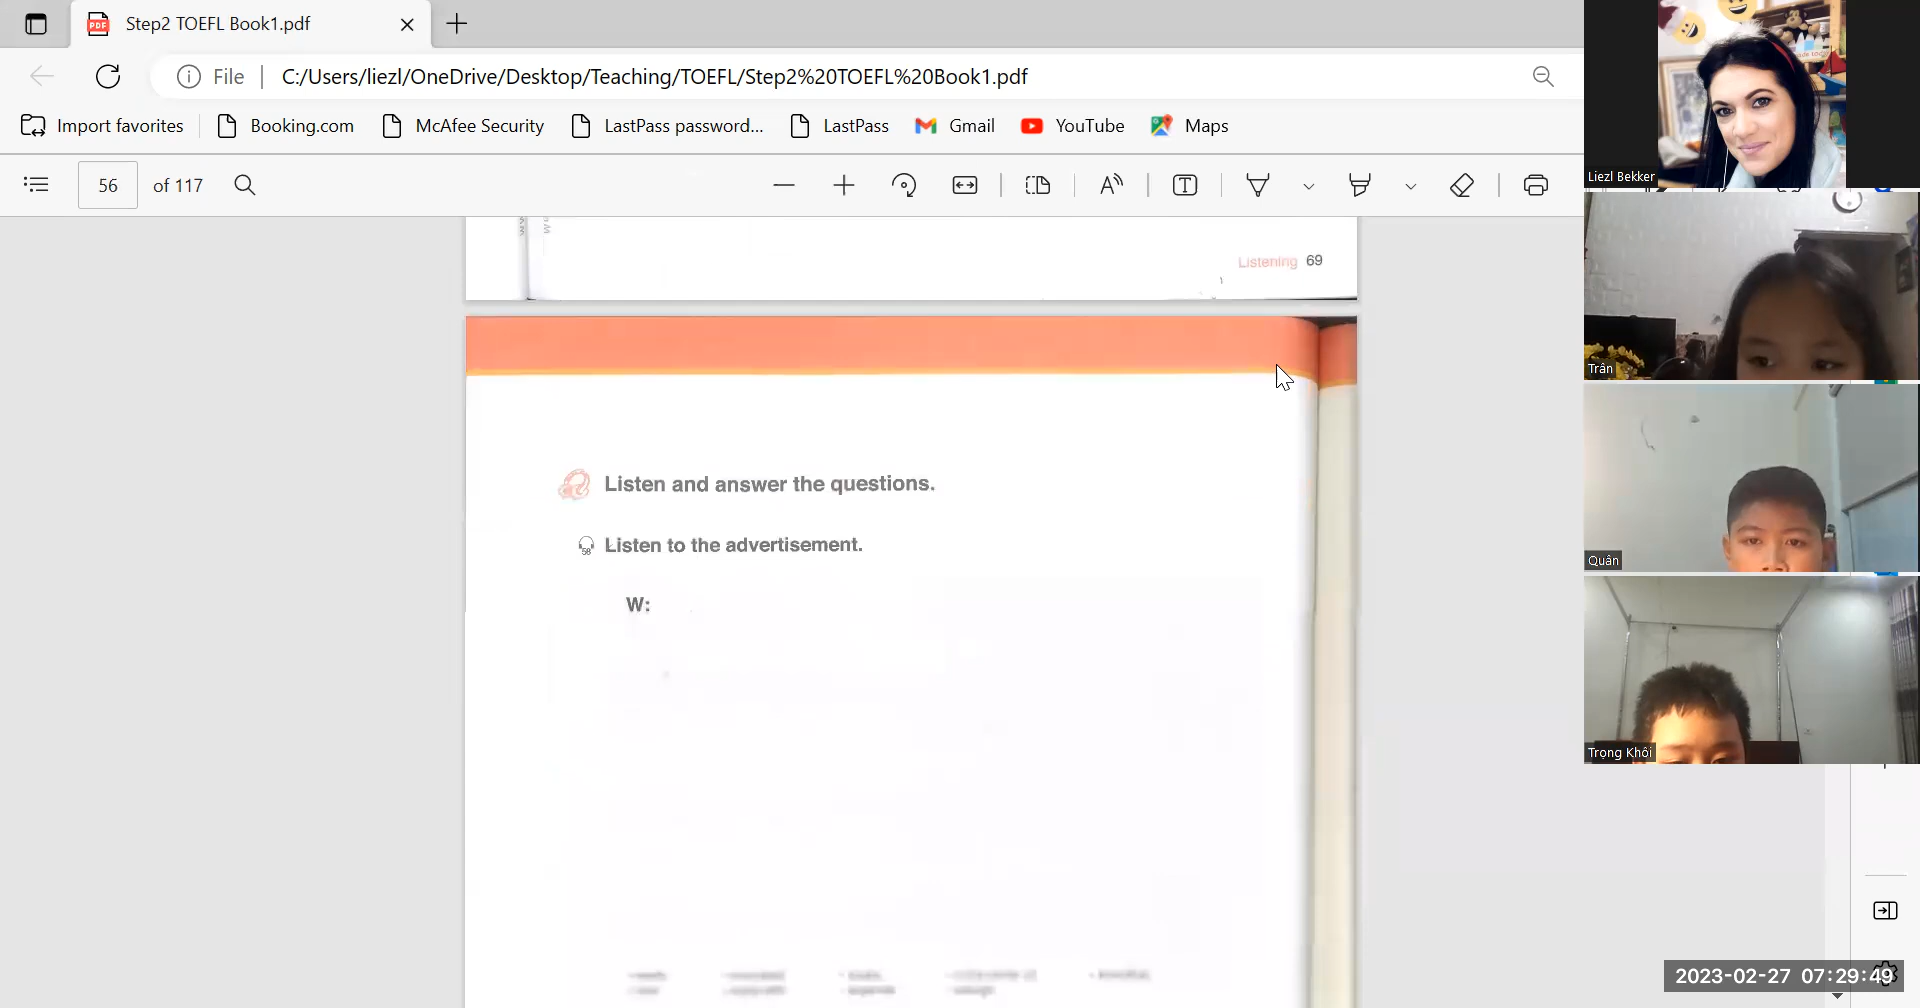 Step2 TOEFL Book1.pdf
File
C:/Users/liezl/OneDrive/Desktop/Teaching/TOEFL/Step2%20TOEFL%20Book1.pdf
Import favorites
Booking.com
McAfee Security
LastPass password...
LastPass
Gmail
YouTube
Maps
56
of 117
Listening 69
Listen and answer the questions.
58
Listen to the advertisement.
W:
Liezl Bekker
Trân
Quân
Trọng Khôi
2023-02-27 07:29:49